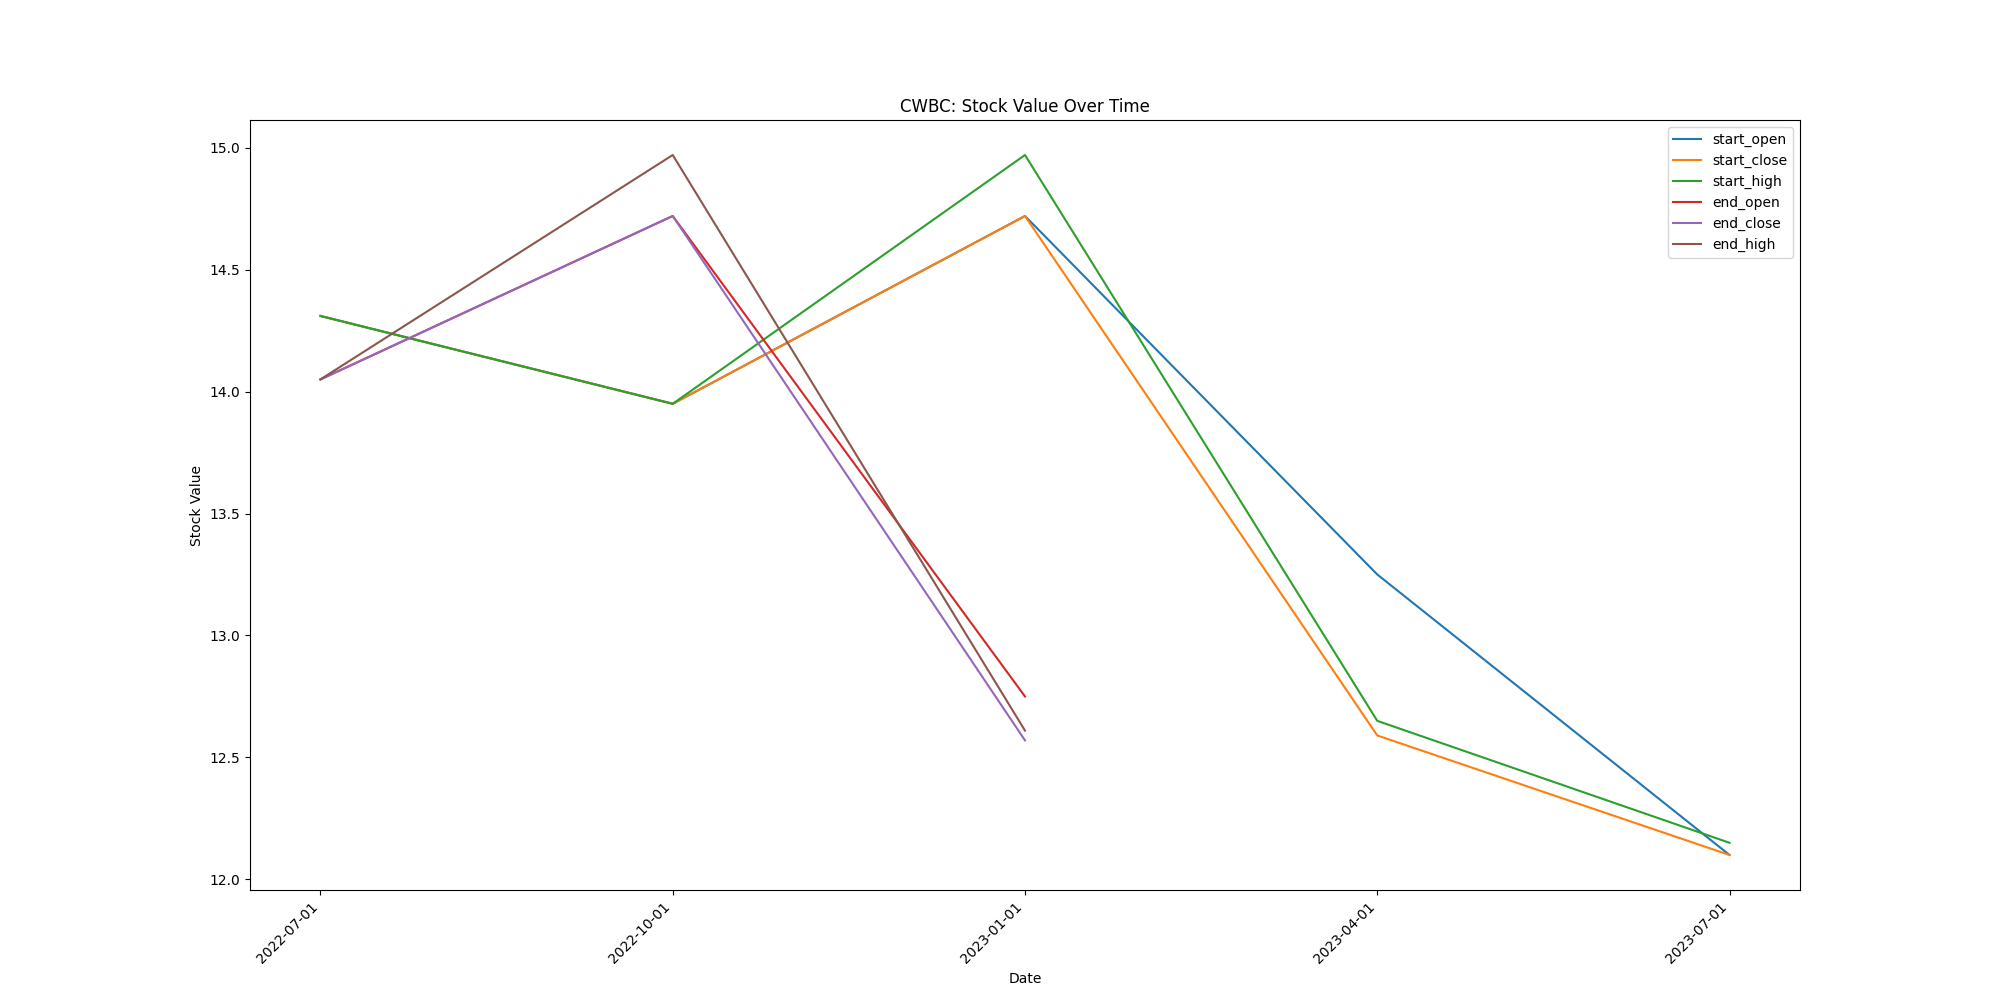 CWBC: Stock Value Over Time
start_open
start_close
start_high
end_open
end_close
end_high
15.0
14.5
14.0
13.5
13.0
12.5
12.0
Stock Value
2022-07-01
2022-10-01
2023-01-01
2023-04-01
2023-07-01
Date